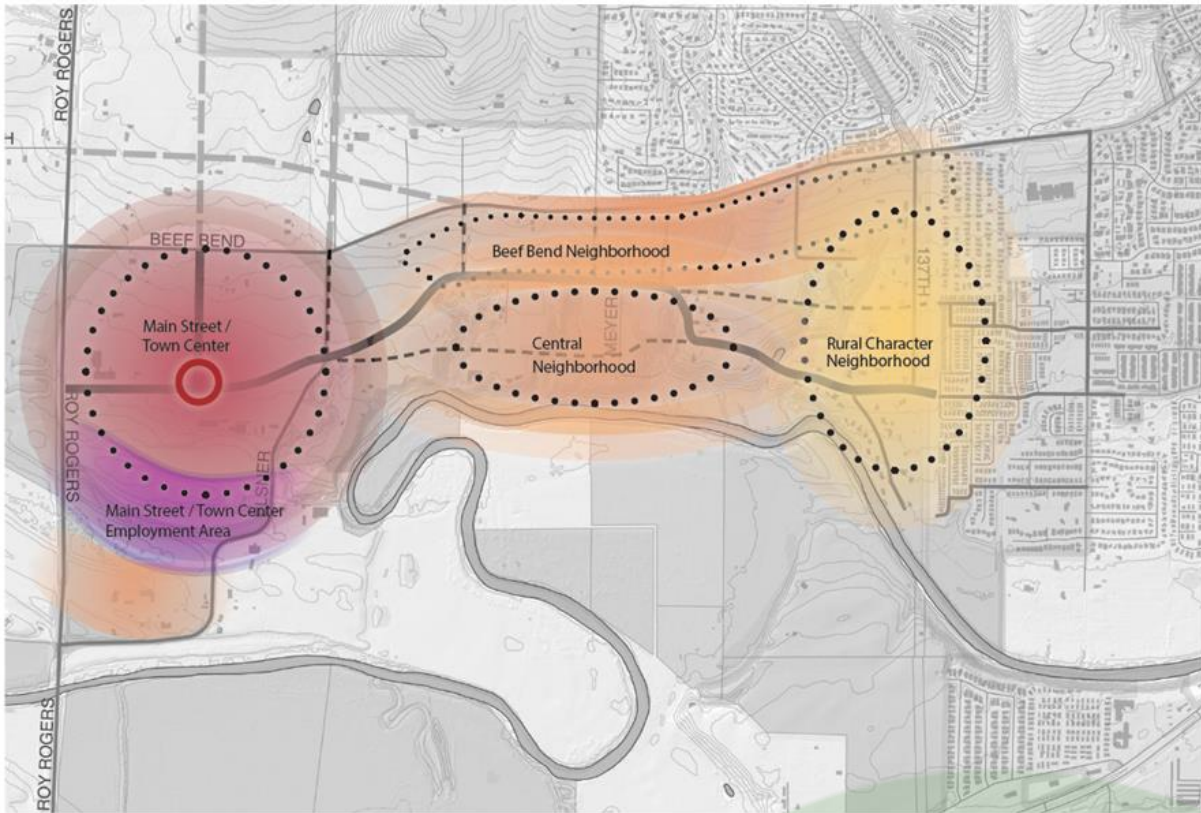 ROY ROGERS
BEEF BEND
Beef Bend Neighborhood
137TH
Main Street /
Town Center
MEYER
Central
Neighborhood
Rural Character
Neighborhood
ROY ROGERS
ELSNER
Main Street / Town Center
Employment Area
ROY ROGERS